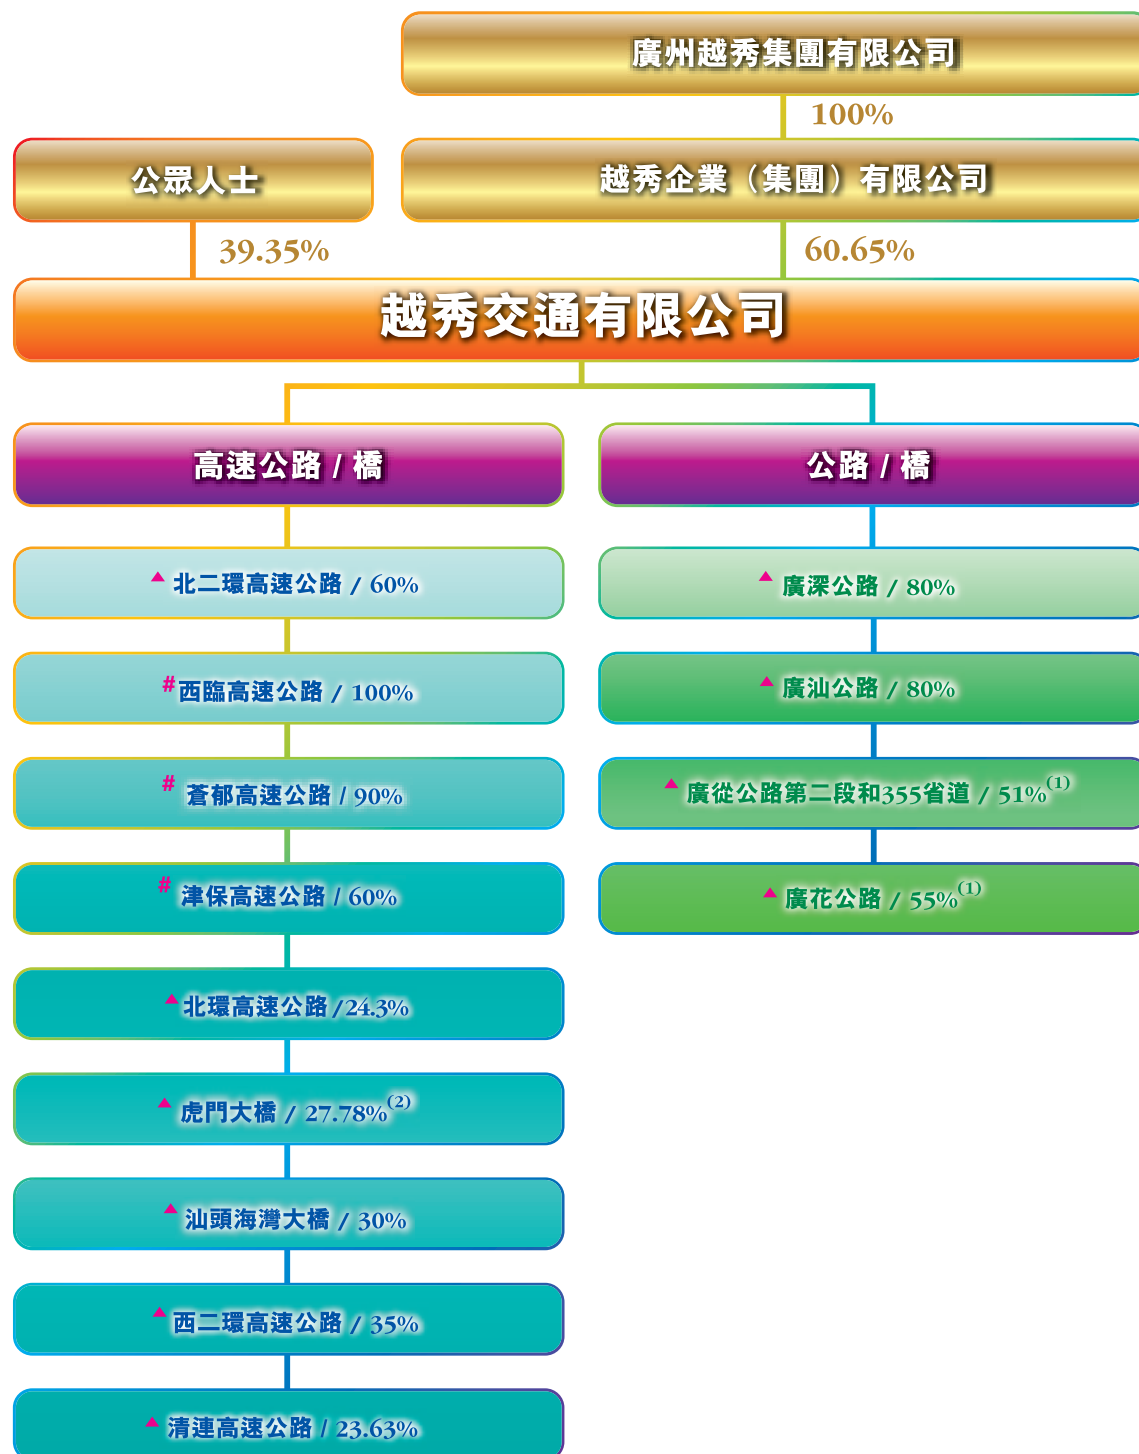 廣州越秀集團有限公司
100%
公眾人士
越秀企業（集團）有限公司
39.35%
60.65%
越秀交通有限公司
高速公路 / 橋
公路 / 橋
▲ 北二環高速公路 / 60%
▲ 廣深公路 / 80%
# 西臨高速公路 / 100%
▲ 廣汕公路 / 80%
# 蒼郁高速公路 / 90%
▲ 廣從公路第二段和355省道 / 51%(1)
# 津保高速公路 / 60%
▲ 廣花公路 / 55%(1)
▲ 北環高速公路 /24.3%
▲ 虎門大橋 / 27.78%(2)
▲ 汕頭海灣大橋 / 30%
▲ 西二環高速公路 / 35%
▲ 清連高速公路 / 23.63%